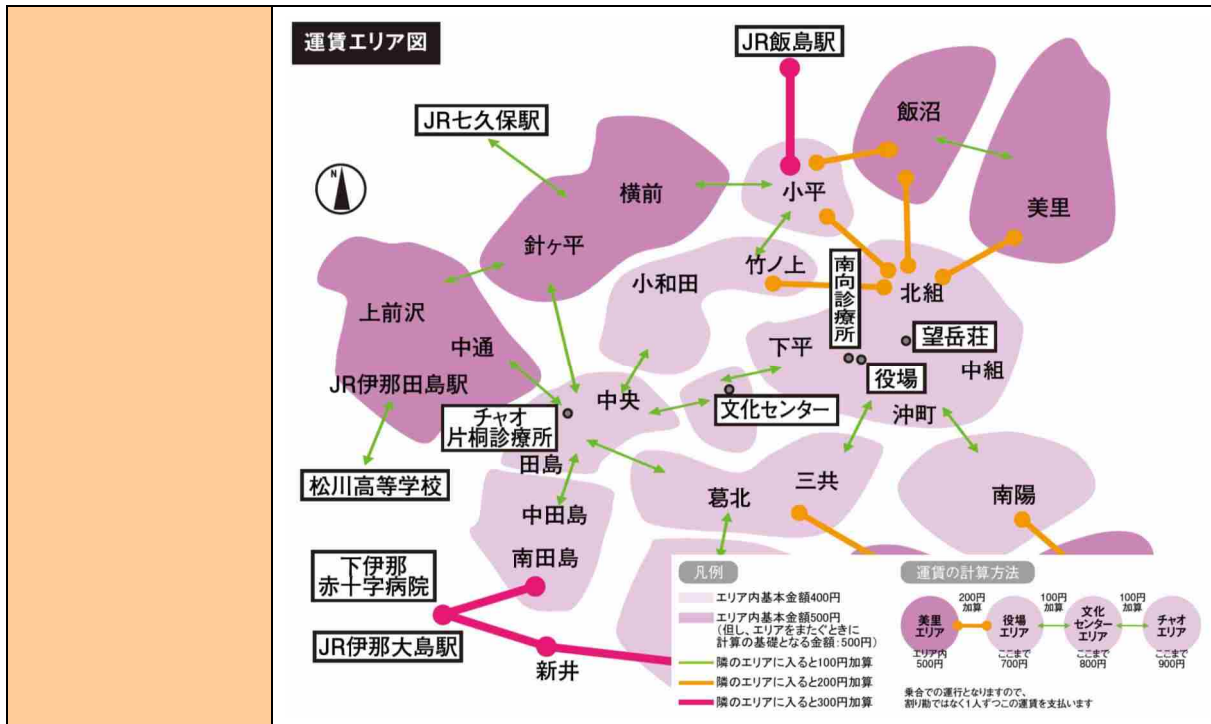 運賃エリア図
JR飯島駅
飯沼
JR七久保駅
N
横前
小平
美里
針ヶ平
竹ノ上
小和田
南向診療所
北組
上前沢
望岳荘
中通
下平
役場
中組
JR伊那田島駅
中央
文化センター
チャオ
片桐診療所
沖町
田島
松川高等学校
三共
葛北
南陽
中田島
南田島
下伊那
赤十字病院
JR伊那大島駅
新井
凡例
エリア内基本金額400円
エリア内基本金額500円
(但し、エリアをまたぐときに
計算の基礎となる金額:500円)
隣のエリアに入ると100円加算
隣のエリアに入ると200円加算
隣のエリアに入ると300円加算
運賃の計算方法
200円
加算
100円
加算
100円
加算
美里
エリア
役場
エリア
文化
センター
エリア
チャオ
エリア
エリア内
500円
ここまで
700円
ここまで
800円
ここまで
900円
乗合での運行となりますので、
割り勘ではなく1人ずつこの運賃を支払います